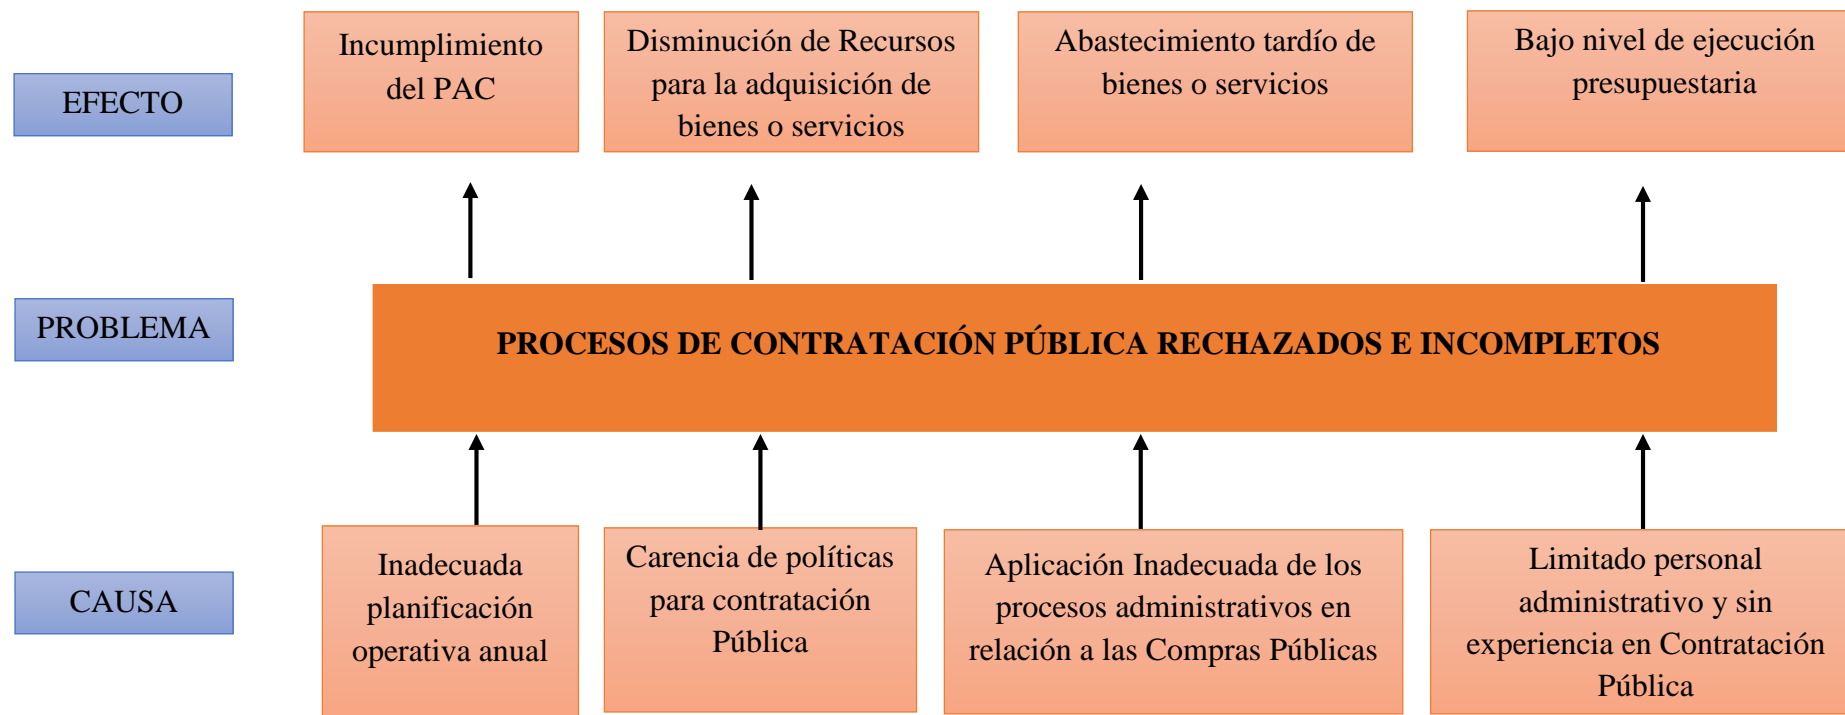 EFECTO
Incumplimiento
del PAC
Disminución de Recursos
para la adquisición de
bienes o servicios
Abastecimiento tardío de
bienes o servicios
Bajo nivel de ejecución
presupuestaria
PROBLEMA
PROCESOS DE CONTRATACIÓN PÚBLICA RECHAZADOS E INCOMPLETOS
CAUSA
Inadecuada
planificación
operativa anual
Carencia de políticas
para contratación
Pública
Aplicación Inadecuada de los
procesos administrativos en
relación a las Compras Públicas
Limitado personal
administrativo y sin
experiencia en Contratación
Pública